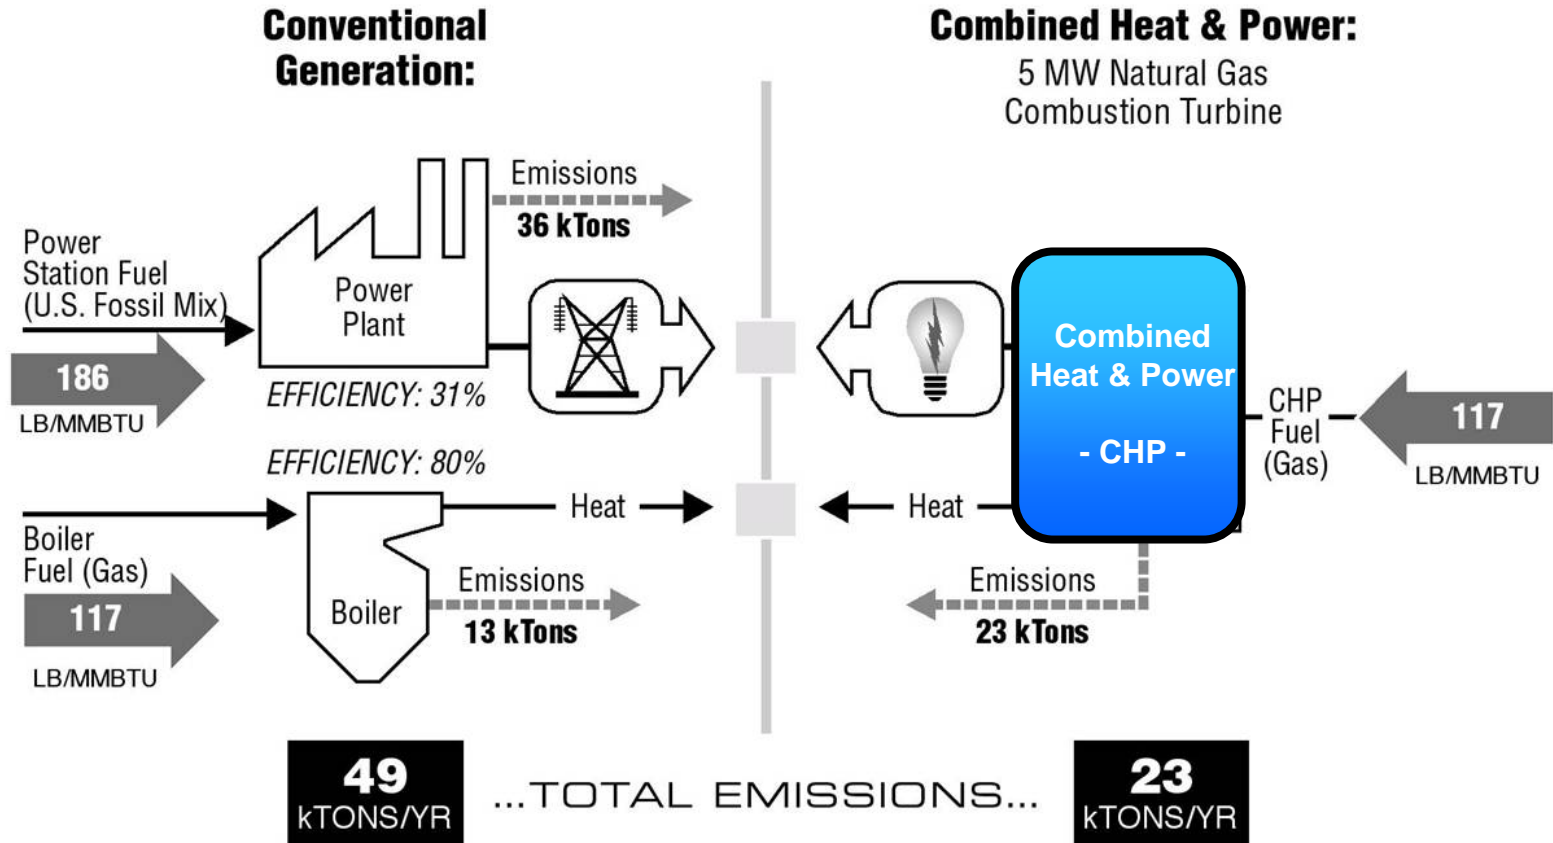 Conventional
Generation:
Combined Heat & Power:
5 MW Natural Gas
Combustion Turbine
Emissions
36 kTons
Power
Station Fuel
(U.S. Fossil Mix)
186
LB/MMBTU
Power
Plant
EFFICIENCY: 31%
EFFICIENCY: 80%
Boiler
Fuel (Gas)
117
LB/MMBTU
Boiler
Heat
Emissions
13 kTons
Combined
Heat & Power
- CHP -
CHP
Fuel
(Gas)
117
LB/MMBTU
Heat
Emissions
23 kTons
49
kTONS/YR
...TOTAL EMISSIONS...
23
kTONS/YR